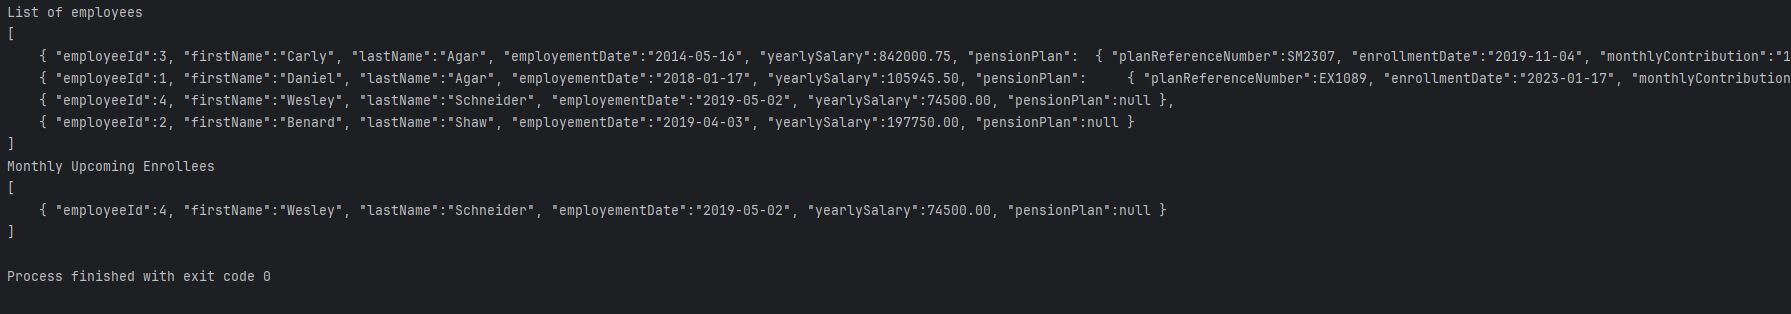 List of employees
[
    { "employeeId":3, "firstName":"Carly", "lastName":"Agar", "employementDate":"2014-05-16", "yearlySalary":842000.75, "pensionPlan":  { "planReferenceNumber":SM2307, "enrollmentDate":"2019-11-04", "monthlyContribution":"1
    { "employeeId":1, "firstName":"Daniel", "lastName":"Agar", "employementDate":"2018-01-17", "yearlySalary":105945.50, "pensionPlan":     { "planReferenceNumber":EX1089, "enrollmentDate":"2023-01-17", "monthlyContribution
    { "employeeId":4, "firstName":"Wesley", "lastName":"Schneider", "employementDate":"2019-05-02", "yearlySalary":74500.00, "pensionPlan":null },
    { "employeeId":2, "firstName":"Benard", "lastName":"Shaw", "employementDate":"2019-04-03", "yearlySalary":197750.00, "pensionPlan":null }
]
Monthly Upcoming Enrollees
[
    { "employeeId":4, "firstName":"Wesley", "lastName":"Schneider", "employementDate":"2019-05-02", "yearlySalary":74500.00, "pensionPlan":null }
]
Process finished with exit code 0